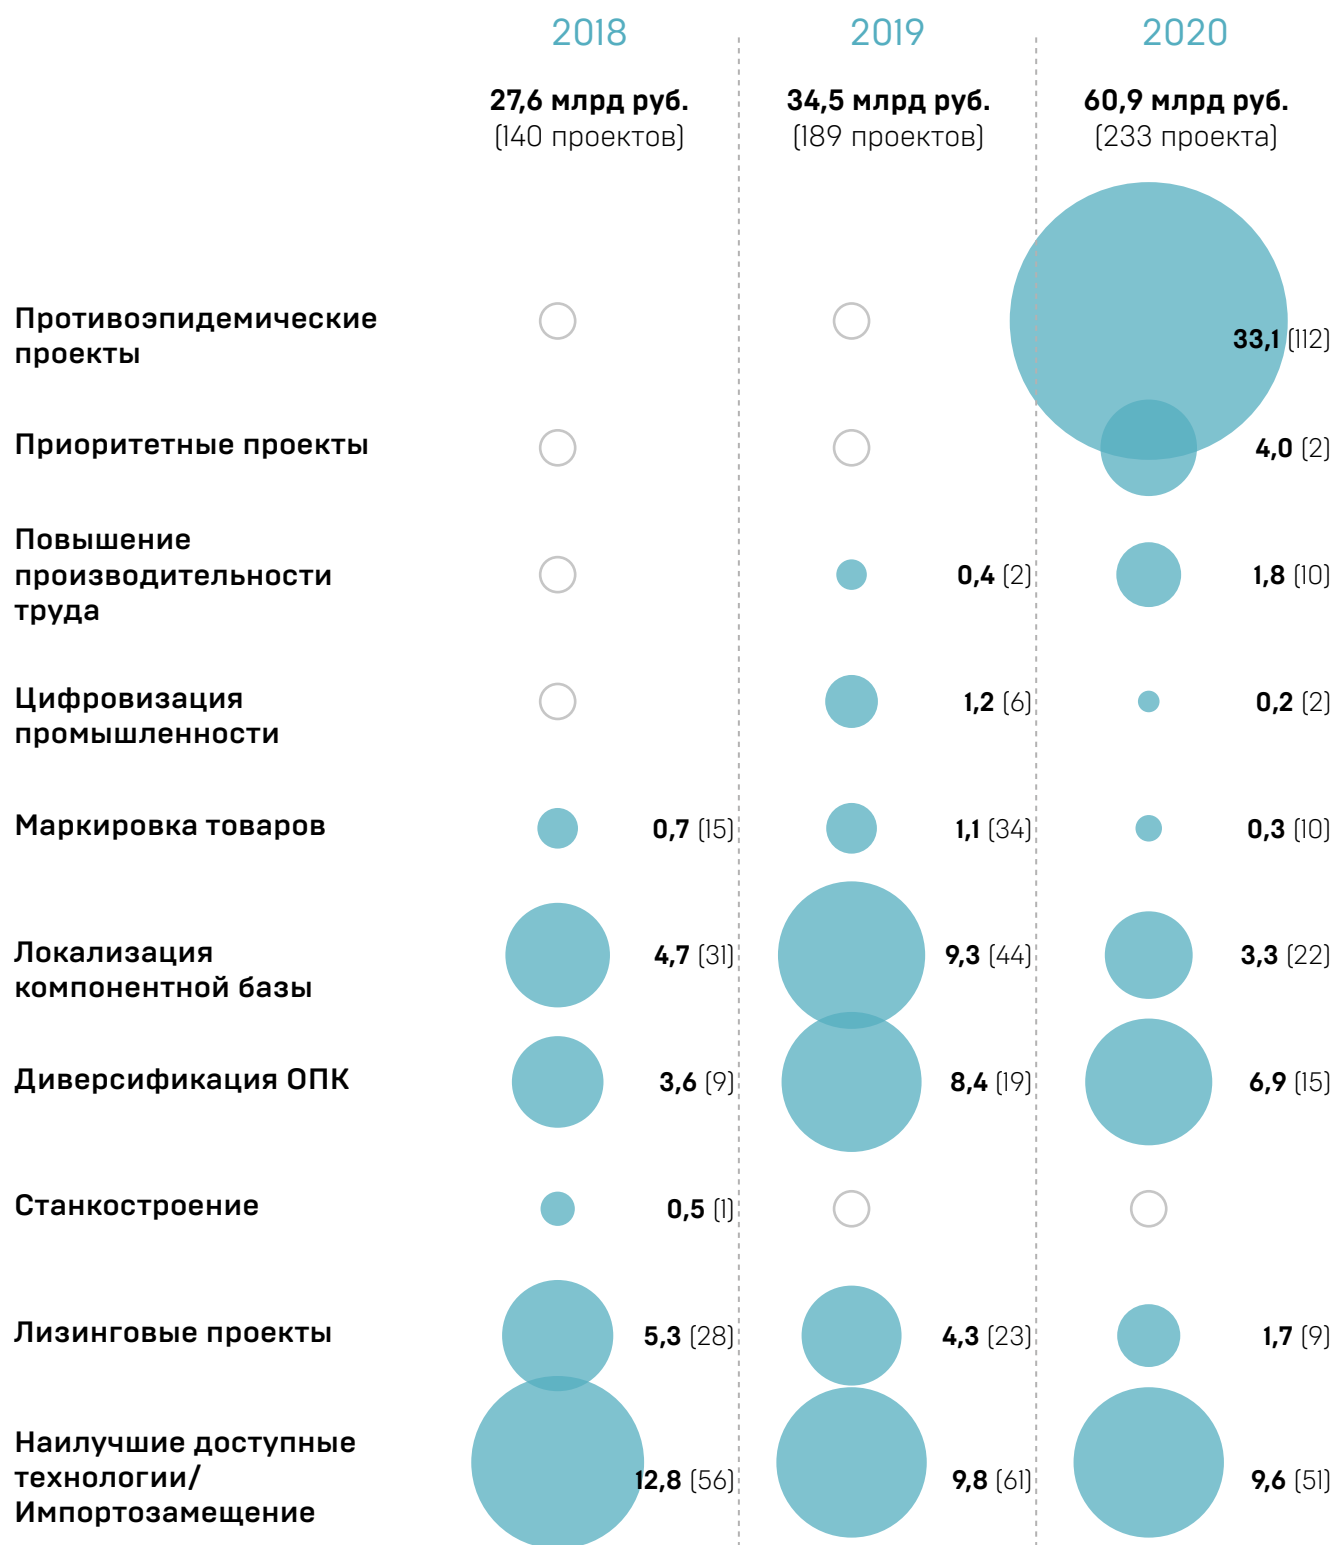 2018
2019
2020
27,6 млрд руб.
(140 проектов)
34,5 млрд руб.
(189 проектов)
60,9 млрд руб.
(233 проекта)
Противоэпидемические
проекты
33,1 (112)
Приоритетные проекты
4,0 (2)
Повышение
производительности
труда
0,4 (2)
1,8 (10)
Цифровизация
промышленности
1,2 (6)
0,2 (2)
Маркировка товаров
0,7 (15)
1,1 (34)
0,3 (10)
Локализация
компонентной базы
4,7 (31)
9,3 (44)
3,3 (22)
Диверсификация ОПК
3,6 (9)
8,4 (19)
6,9 (15)
Станкостроение
0,5 (1)
Лизинговые проекты
5,3 (28)
4,3 (23)
1,7 (9)
Наилучшие доступные
технологии/
Импортозамещение
12,8 (56)
9,8 (61)
9,6 (51)